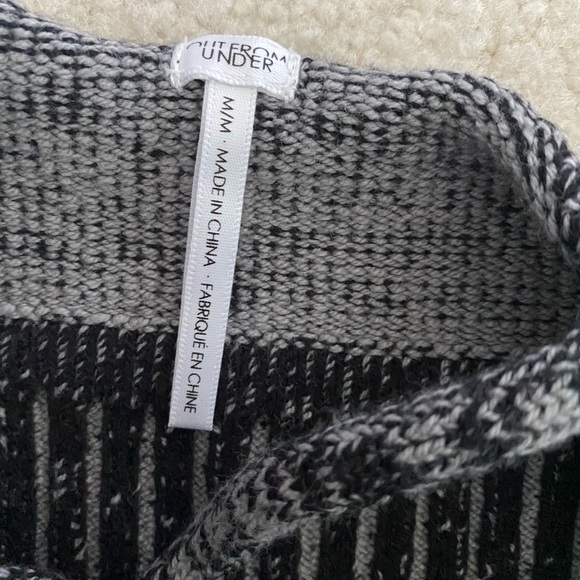 OUT FROM
UNDER
M/M · MADE IN CHINA · FABRIQUÉ EN CHINE